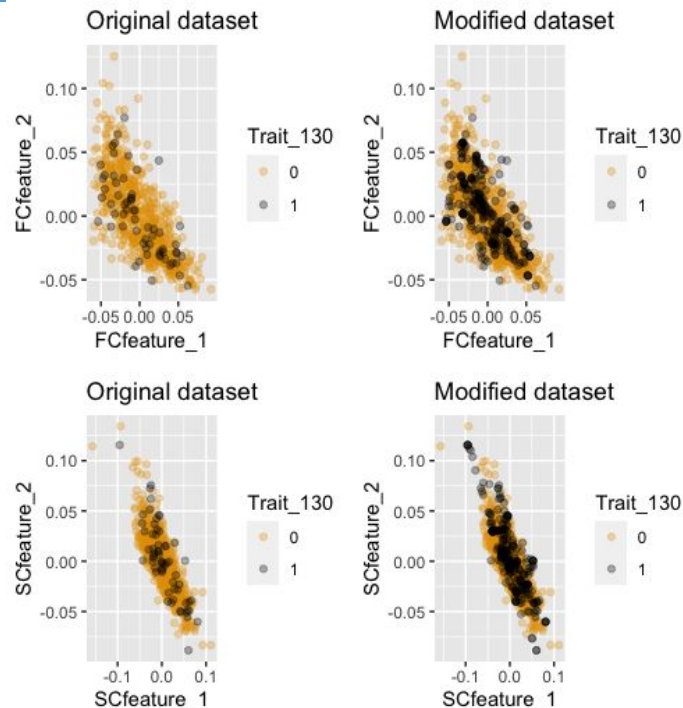 Original dataset
FCfeature_2
0.10
0.05
0.00
-0.05
-0.05 0.00 0.05
FCfeature_1
Trait_130
0
1
Modified dataset
FCfeature_2
0.10
0.05
0.00
-0.05
-0.05 0.00 0.05
FCfeature_1
Trait_130
0
1
Original dataset
SCfeature_2
0.10
0.05
0.00
-0.05
-0.1 0.0 0.1
SCfeature_1
Trait_130
0
1
Modified dataset
SCfeature_2
0.10
0.05
0.00
-0.05
-0.1 0.0 0.1
SCfeature_1
Trait_130
0
1